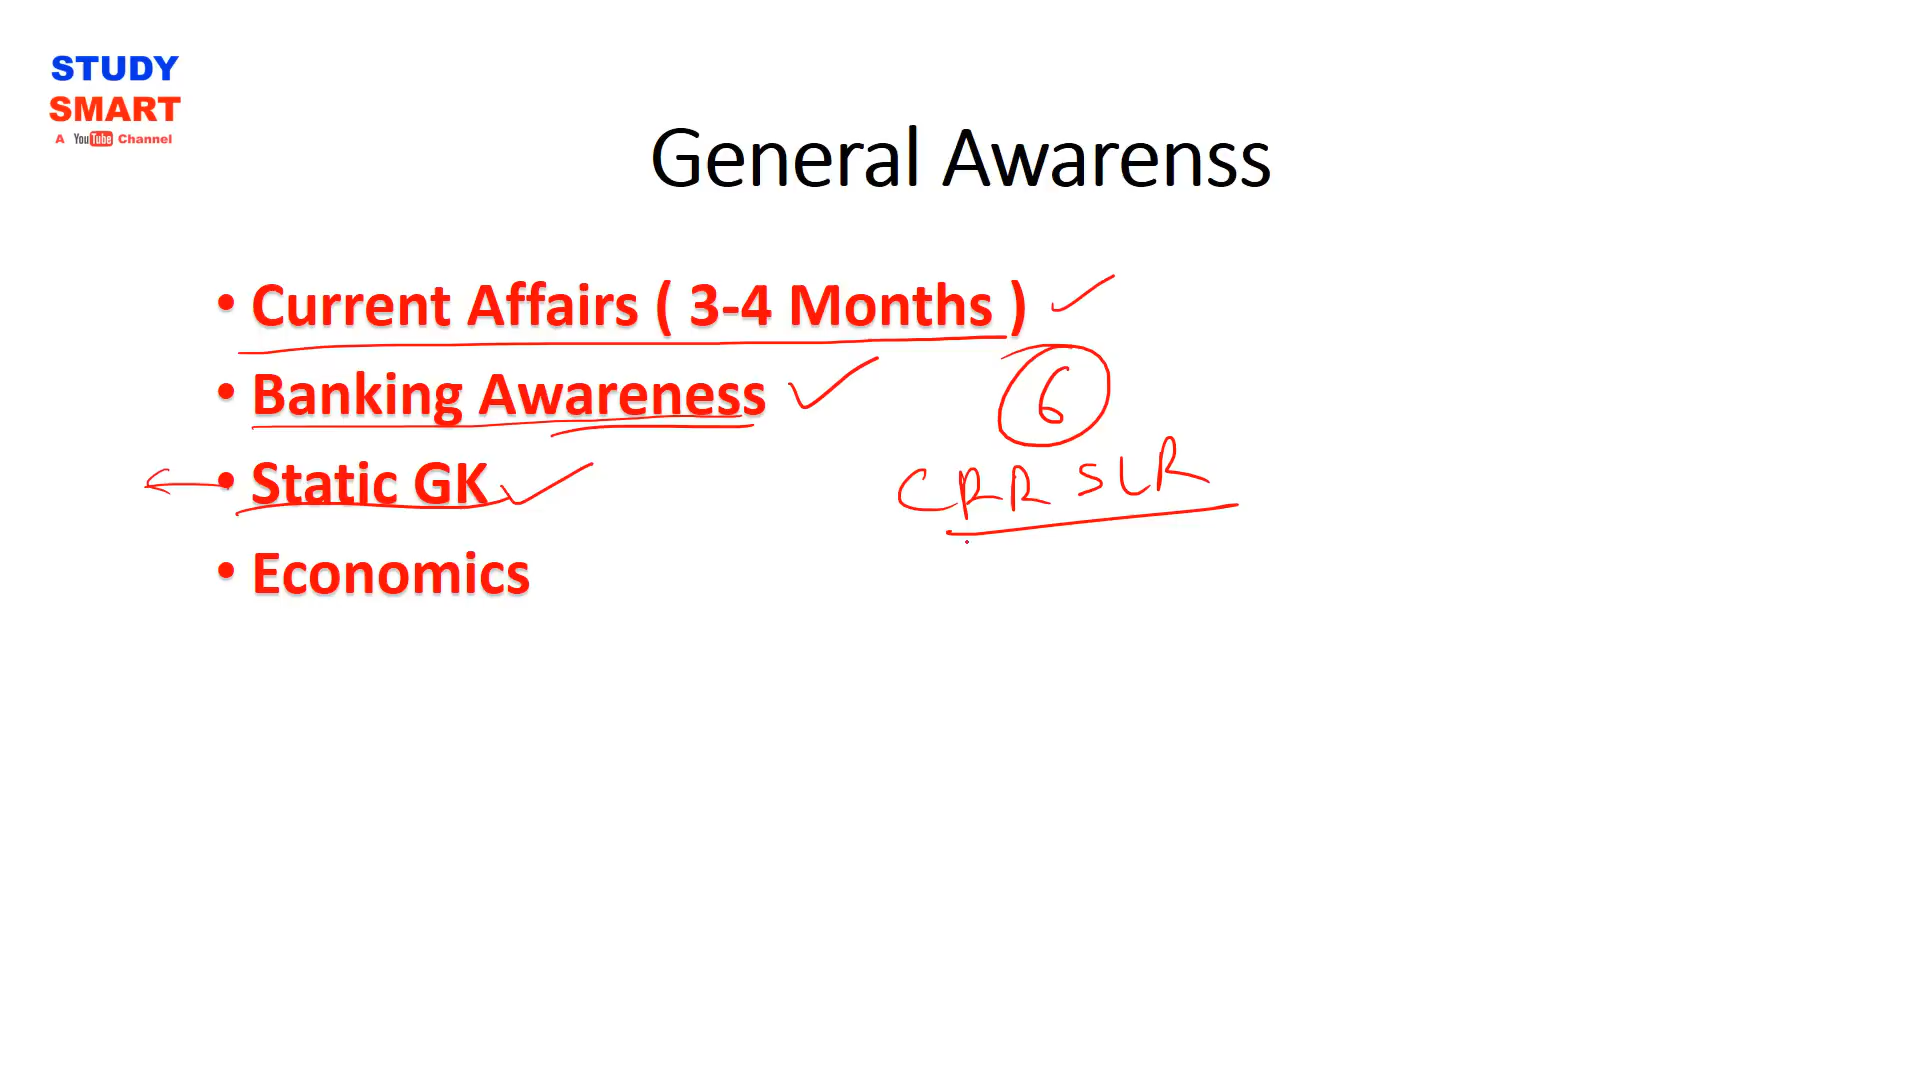 STUDY
SMART
A YouTube Channel
General Awarenss
• Current Affairs ( 3-4 Months )
• Banking Awareness
6
• Static GK
CRR SLR
• Economics